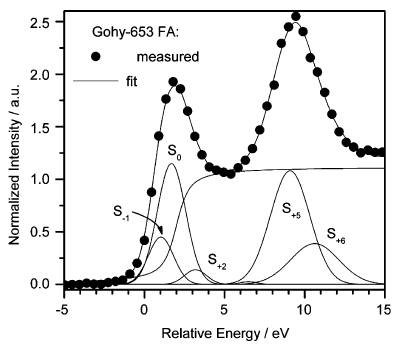 Gohy-653 FA:
measured
fit
Normalized Intensity / a.u.
2.5
2.0
1.5
1.0
0.5
0.0
S0
S-1
S+2
S+5
S+6
-5
0
5
10
15
Relative Energy / eV